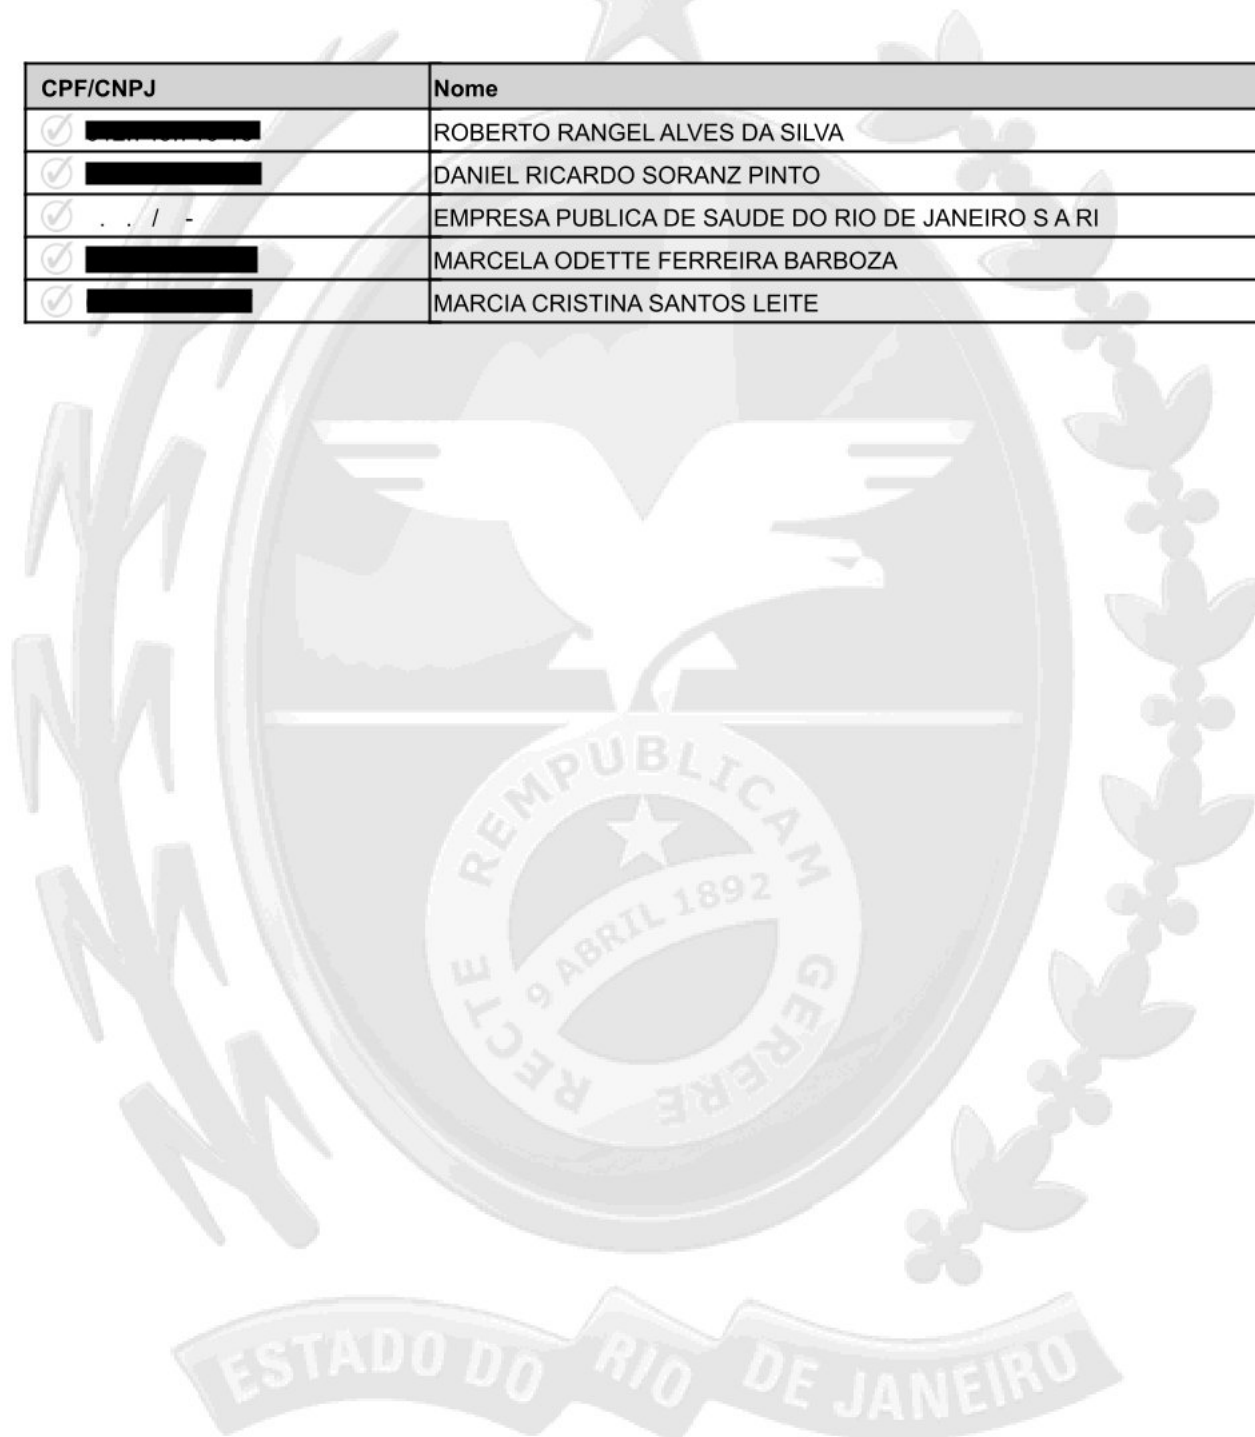 CPF/CNPJ Nome
ROBERTO RANGEL ALVES DA SILVA
DANIEL RICARDO SORANZ PINTO
. . / - EMPRESA PUBLICA DE SAUDE DO RIO DE JANEIRO S A RI
MARCELA ODETTE FERREIRA BARBOZA
MARCIA CRISTINA SANTOS LEITE
RECTE REMPUBLICAM GERERE
9 ABRIL 1892
ESTADO DO RIO DE JANEIRO